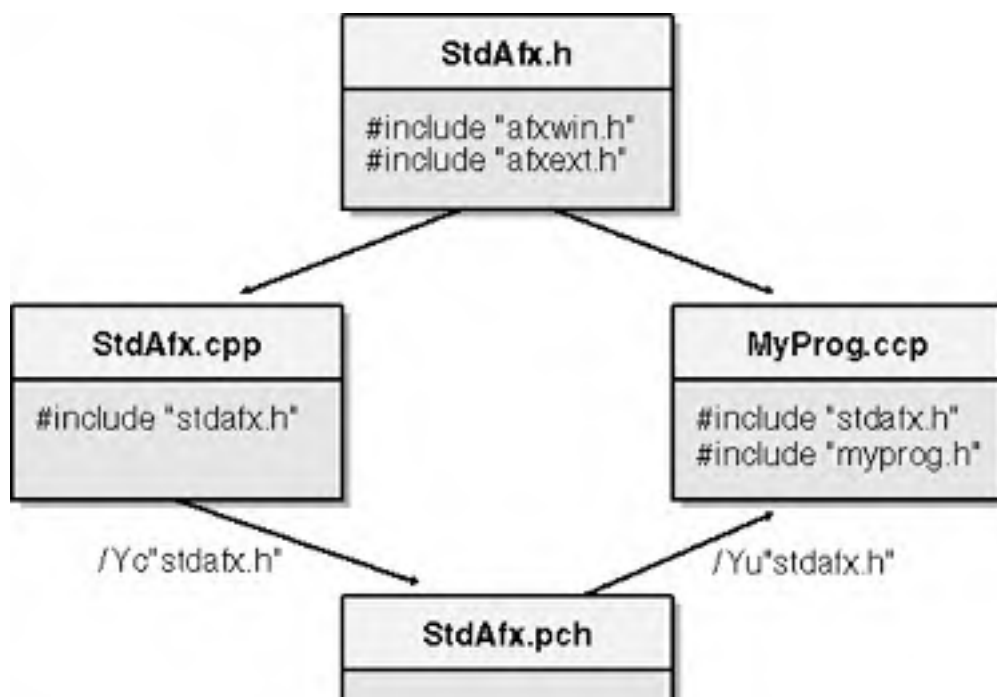 StdAfx.h
#include "afxwin.h"
#include "afxext.h"
StdAfx.cpp
#include "stdafx.h"
MyProg.ccp
#include "stdafx.h"
#include "myprog.h"
/Yc"stdafx.h"
/Yu"stdafx.h"
StdAfx.pch